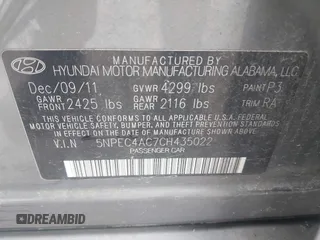 MANUFACTURED BY
HYUNDAI MOTOR MANUFACTURING ALABAMA, LLC
Dec/09/11 GVWR 4299 lbs PAINT P3
GAWR FRONT 2425 lbs GAWR REAR 2116 lbs TRIM RAT
THIS VEHICLE CONFORMS TO ALL APPLICABLE U.S.
FEDERAL MOTOR VEHICLE SAFETY, BUMPER, AND THEFT
PREVENTION STANDARDS IN EFFECT ON THE DATE OF
MANUFACTURE SHOWN ABOVE.
V.I.N 5NPEC4AC7CH435022
PASSENGER CAR
DREAMBID